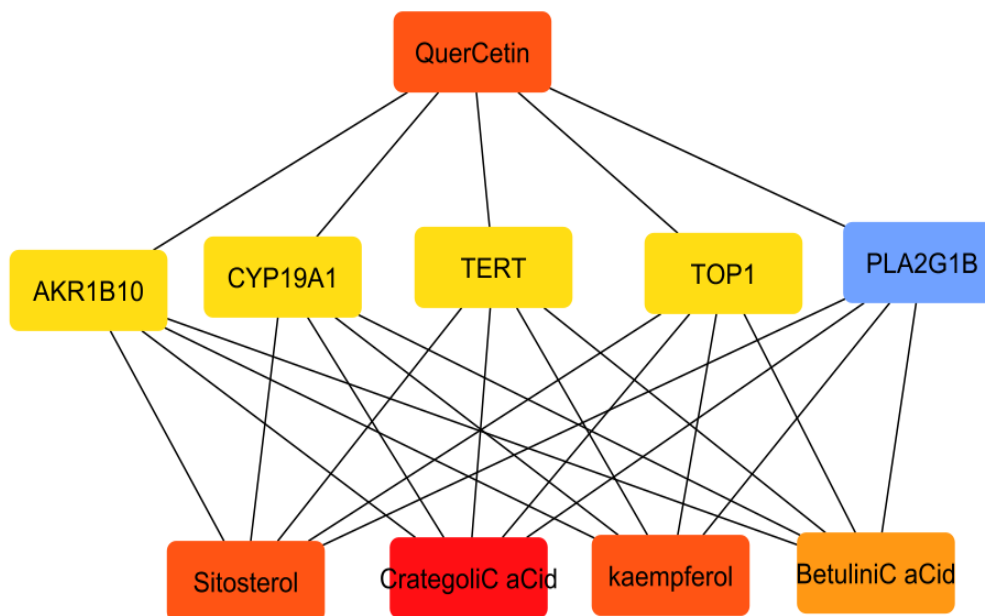 QuerCetin
AKR1B10
CYP19A1
TERT
TOP1
PLA2G1B
Sitosterol
CrategoliC aCid
kaempferol
BetuliniC aCid